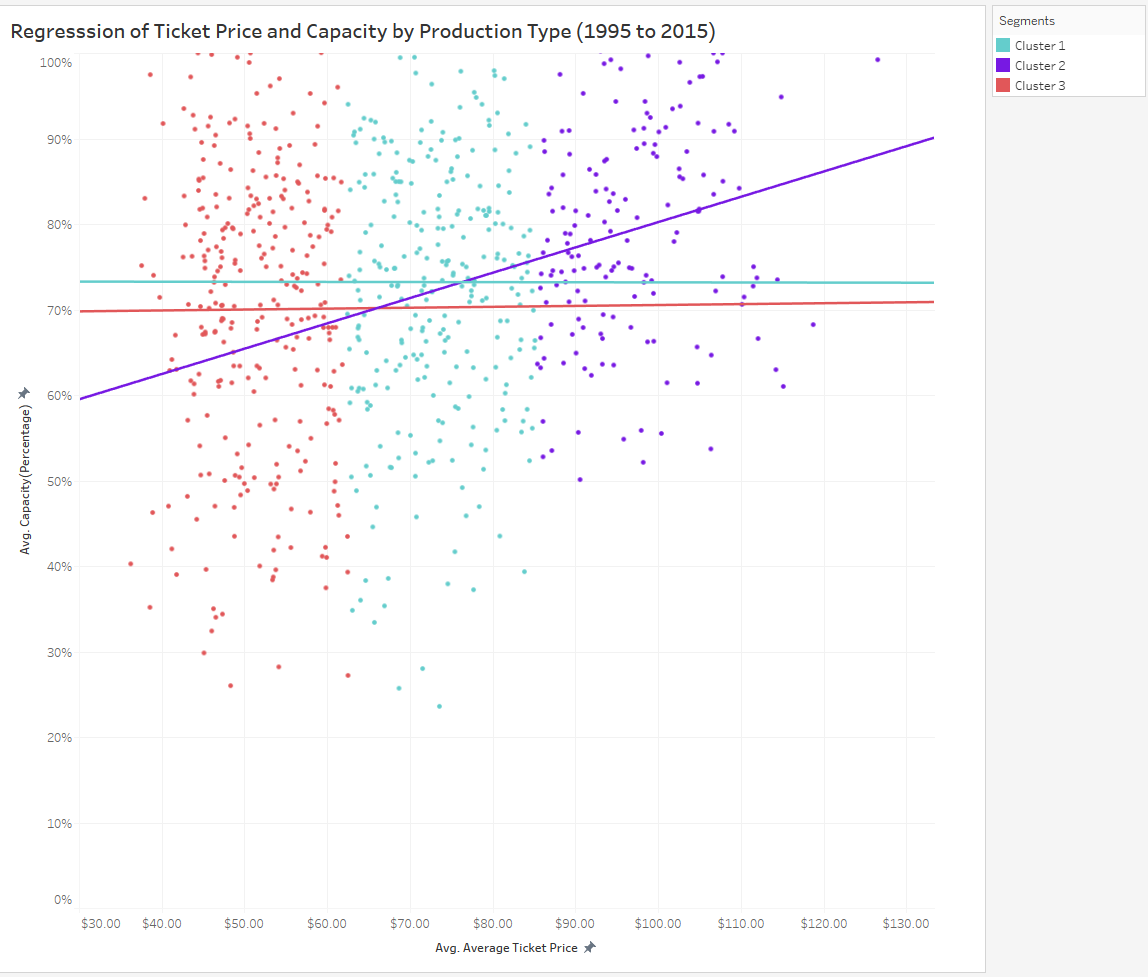 Regresssion of Ticket Price and Capacity by Production Type (1995 to 2015)
Segments
Cluster 1
Cluster 2
Cluster 3
100%
90%
80%
70%
60%
50%
40%
30%
20%
10%
0%
Avg. Capacity(Percentage)
$30.00 $40.00 $50.00 $60.00 $70.00 $80.00 $90.00 $100.00 $110.00 $120.00 $130.00
Avg. Average Ticket Price